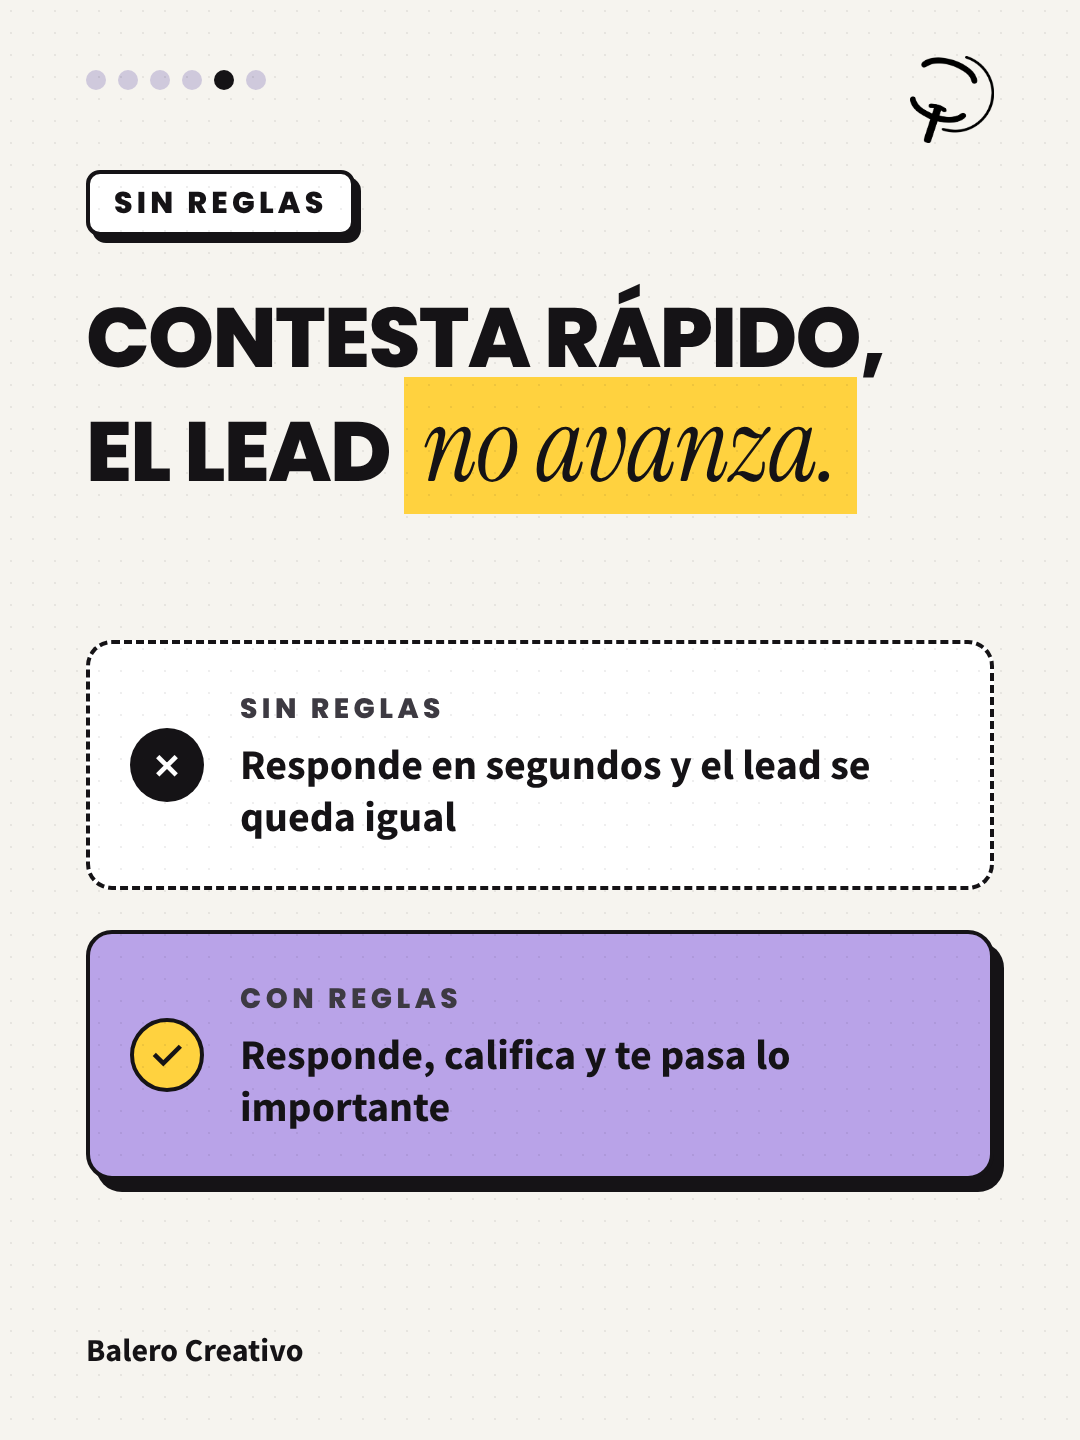 SIN REGLAS
CONTESTA RÁPIDO,
EL LEAD no avanza.
SIN REGLAS
Responde en segundos y el lead se
queda igual
CON REGLAS
Responde, califica y te pasa lo
importante
Balero Creativo